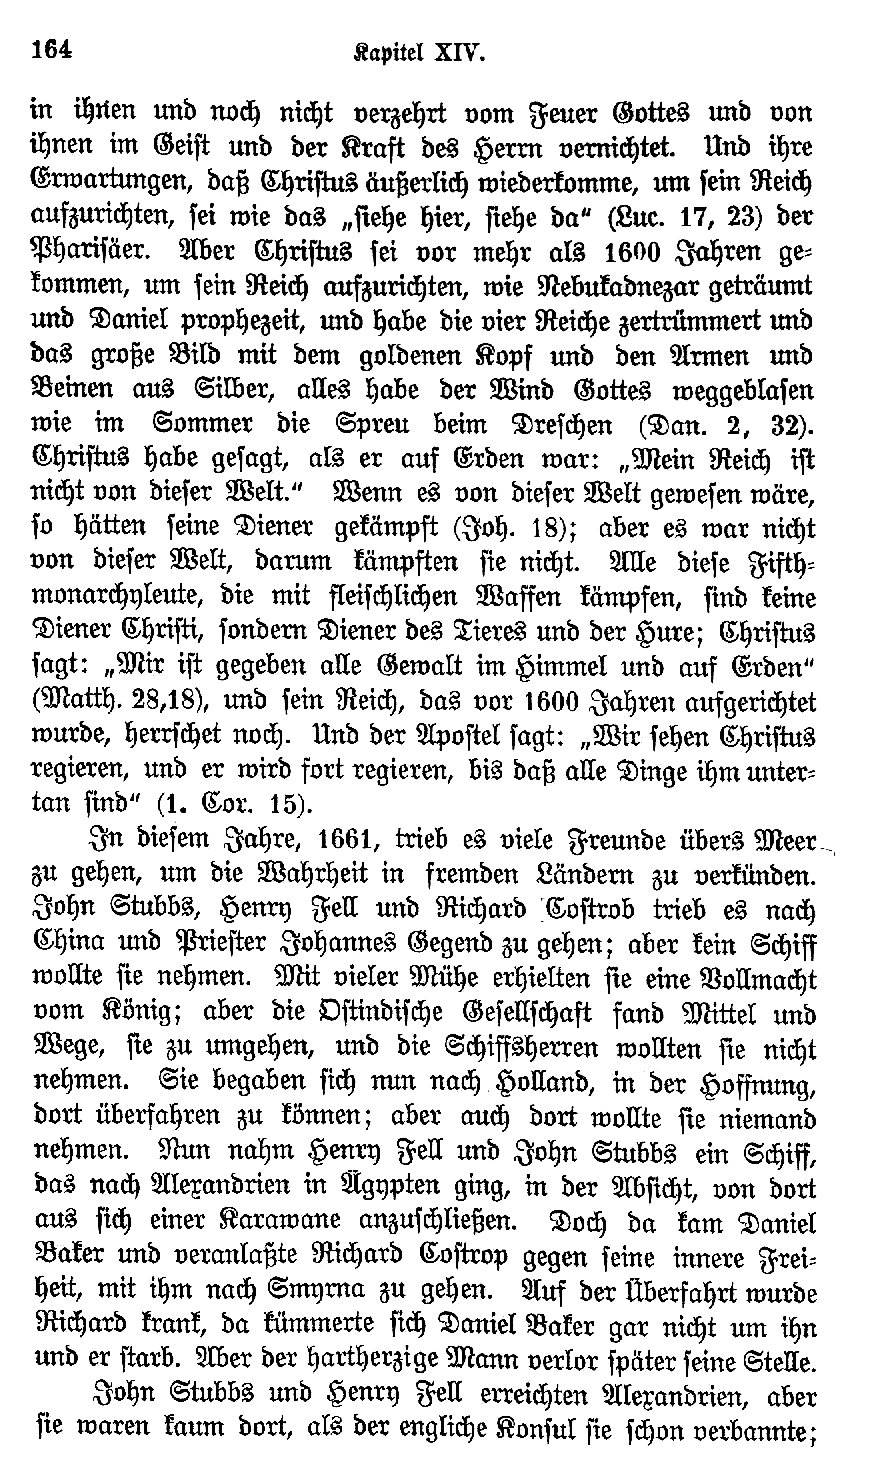 164 Kapitel XIV.
in ihnen und noch nicht verzehrt vom Feuer Gottes und von
ihnen im Geist und der Kraft des Herrn vernichtet. Und ihre
Erwartungen, daß Christus äußerlich wiederkomme, um sein Reich
aufzurichten, sei wie das „siehe hier, siehe da“ (Luc. 17, 23) der
Pharisäer. Aber Christus sei vor mehr als 1600 Jahren ge-
kommen, um sein Reich aufzurichten, wie Nebukadnezar geträumt
und Daniel prophezeit, und habe die vier Reiche zertrümmert und
das große Bild mit dem goldenen Kopf und den Armen und
Beinen aus Silber, alles habe der Wind Gottes weggeblasen
wie im Sommer die Spreu beim Dreschen (Dan. 2, 32).
Christus habe gesagt, als er auf Erden war: „Mein Reich ist
nicht von dieser Welt.“ Wenn es von dieser Welt gewesen wäre,
so hätten seine Diener gekämpft (Joh. 18); aber es war nicht
von dieser Welt, darum kämpften sie nicht. Alle diese Fifth-
monarchyleute, die mit fleischlichen Waffen kämpfen, sind keine
Diener Christi, sondern Diener des Tieres und der Hure; Christus
sagt: „Mir ist gegeben alle Gewalt im Himmel und auf Erden“
(Matth. 28,18), und sein Reich, das vor 1600 Jahren aufgerichtet
wurde, herrschet noch. Und der Apostel sagt: „Wir sehen Christus
regieren, und er wird fort regieren, bis daß alle Dinge ihm unter-
tan sind“ (1. Cor. 15).
In diesem Jahre, 1661, trieb es viele Freunde übers Meer
zu gehen, um die Wahrheit in fremden Ländern zu verkünden.
John Stubbs, Henry Fell und Richard Costrob trieb es nach
China und Priester Johannes Gegend zu gehen; aber kein Schiff
wollte sie nehmen. Mit vieler Mühe erhielten sie eine Vollmacht
vom König; aber die Ostindische Gesellschaft fand Mittel und
Wege, sie zu umgehen, und die Schiffsherren wollten sie nicht
nehmen. Sie begaben sich nun nach Holland, in der Hoffnung,
dort überfahren zu können; aber auch dort wollte sie niemand
nehmen. Nun nahm Henry Fell und John Stubbs ein Schiff,
das nach Alexandrien in Ägypten ging, in der Absicht, von dort
aus sich einer Karawane anzuschließen. Doch da kam Daniel
Baker und veranlaßte Richard Costrop gegen seine innere Frei-
heit, mit ihm nach Smyrna zu gehen. Auf der Überfahrt wurde
Richard krank, da kümmerte sich Daniel Baker gar nicht um ihn
und er starb. Aber der hartherzige Mann verlor später seine Stelle.
John Stubbs und Henry Fell erreichten Alexandrien, aber
sie waren kaum dort, als der engliche Konsul sie schon verbannte;